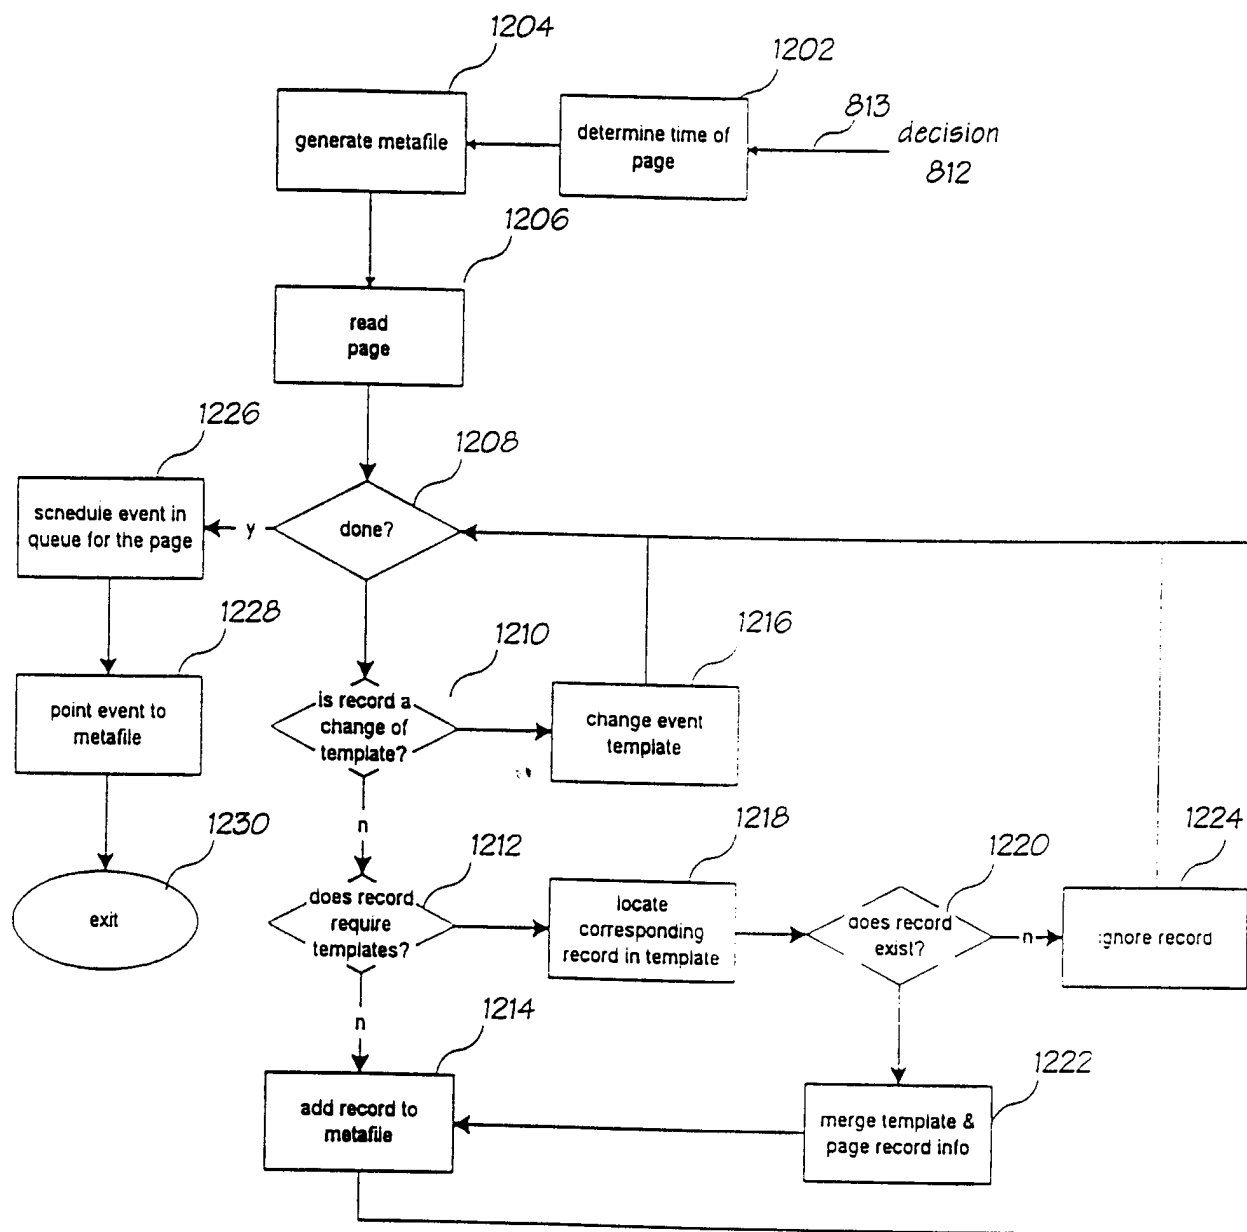 1204
1202
generate metafile
determine time of
page
813
decision
812
1206
read
page
1226
1208
scnedule event in
queue for the page
y
done?
1228
1210
1216
point event to
metafile
is record a
change of
template?
change event
template
n
1230
1212
1218
1220
1224
exit
does record
require
templates?
locate
corresponding
record in template
does record
exist?
n
ignore record
n
1214
1222
add record to
metafile
merge template &
page record info